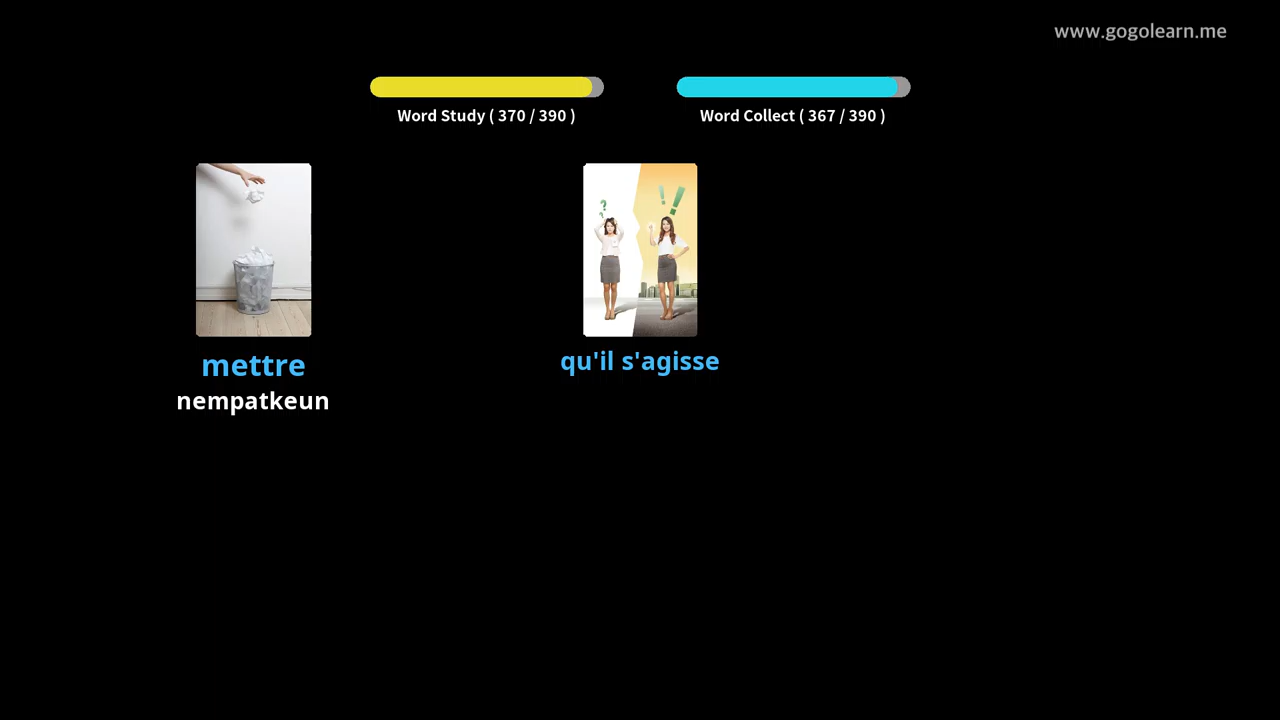 www.gogolearn.me
Word Study ( 370 / 390 )
Word Collect ( 367 / 390 )
mettre
nempatkeun
qu'il s'agisse